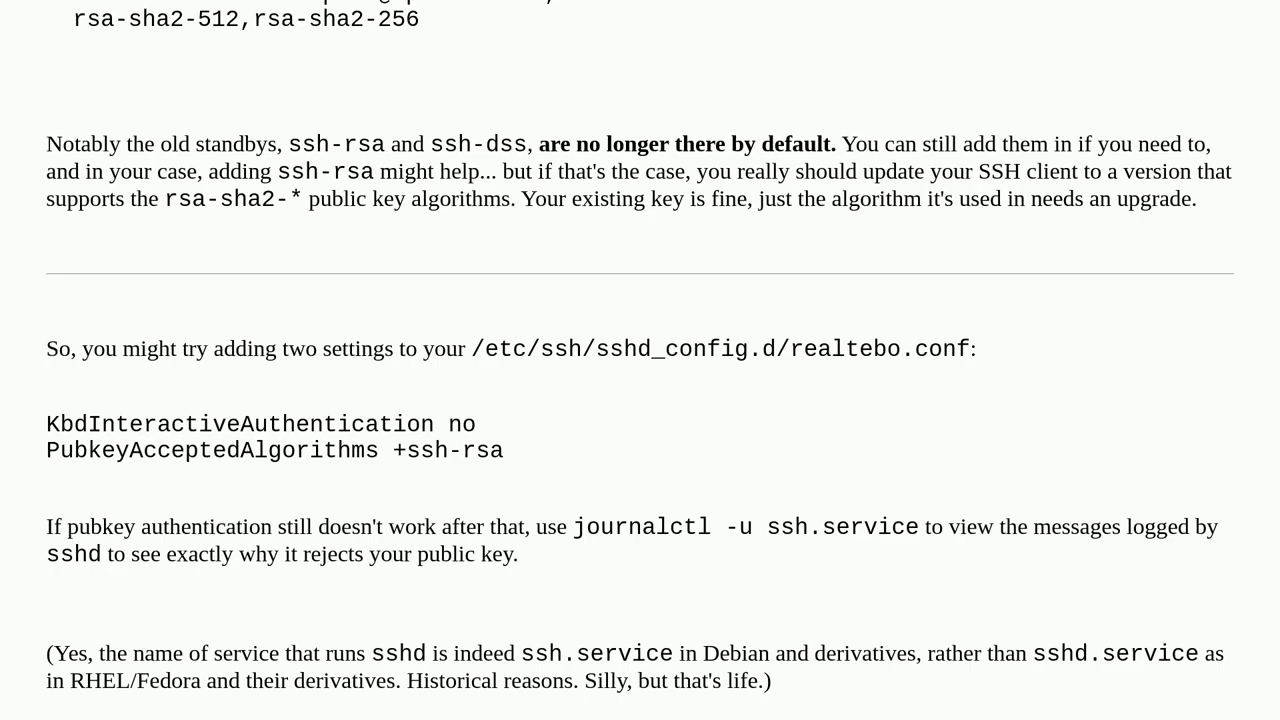 rsa-sha2-512,rsa-sha2-256
Notably the old standbys, ssh-rsa and ssh-dss, are no longer there by default. You can still add them in if you need to,
and in your case, adding ssh-rsa might help... but if that's the case, you really should update your SSH client to a version that
supports the rsa-sha2-* public key algorithms. Your existing key is fine, just the algorithm it's used in needs an upgrade.
So, you might try adding two settings to your /etc/ssh/sshd_config.d/realtebo.conf:
KbdInteractiveAuthentication no
PubkeyAcceptedAlgorithms +ssh-rsa
If pubkey authentication still doesn't work after that, use journalctl -u ssh.service to view the messages logged by
sshd to see exactly why it rejects your public key.
(Yes, the name of service that runs sshd is indeed ssh.service in Debian and derivatives, rather than sshd.service as
in RHEL/Fedora and their derivatives. Historical reasons. Silly, but that's life.)